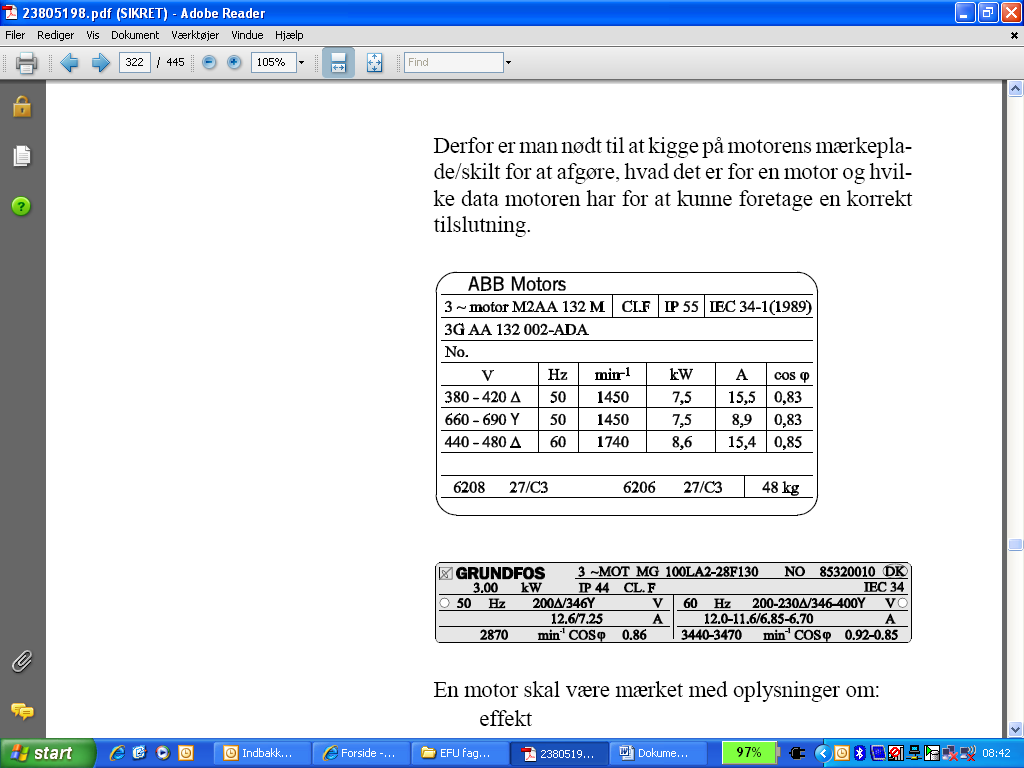 23805198.pdf (SIKRET) - Adobe Reader
Filer Rediger Vis Dokument Værktøjer Vindue Hjælp
322 / 445 105% Find
Derfor er man nødt til at kigge på motorens mærkepla-
de/skilt for at afgøre, hvad det er for en motor og hvil-
ke data motoren har for at kunne foretage en korrekt
tilslutning.
ABB Motors
3 ~ motor M2AA 132 M CI.F IP 55 IEC 34-1(1989)
3G AA 132 002-ADA
No.
V Hz min-1 kW A cos φ
380 - 420 Δ 50 1450 7,5 15,5 0,83
660 - 690 Y 50 1450 7,5 8,9 0,83
440 - 480 Δ 60 1740 8,6 15,4 0,85
6208 27/C3 6206 27/C3 48 kg
GRUNDFOS 3 ~MOT MG 100LA2-28F130 NO 85320010 DK
3.00 kW IP 44 CL. F IEC 34
50 Hz 200Δ/346Y V 60 Hz 200-230Δ/346-400Y V
12.6/7.25 A 12.0-11.6/6.85-6.70 A
2870 min-1 COS φ 0.86 3440-3470 min-1 COS φ 0.92-0.85
En motor skal være mærket med oplysninger om:
effekt
start Indbakk... Forside -... EFU fag... 2380519... Dokume... 97% 08:42